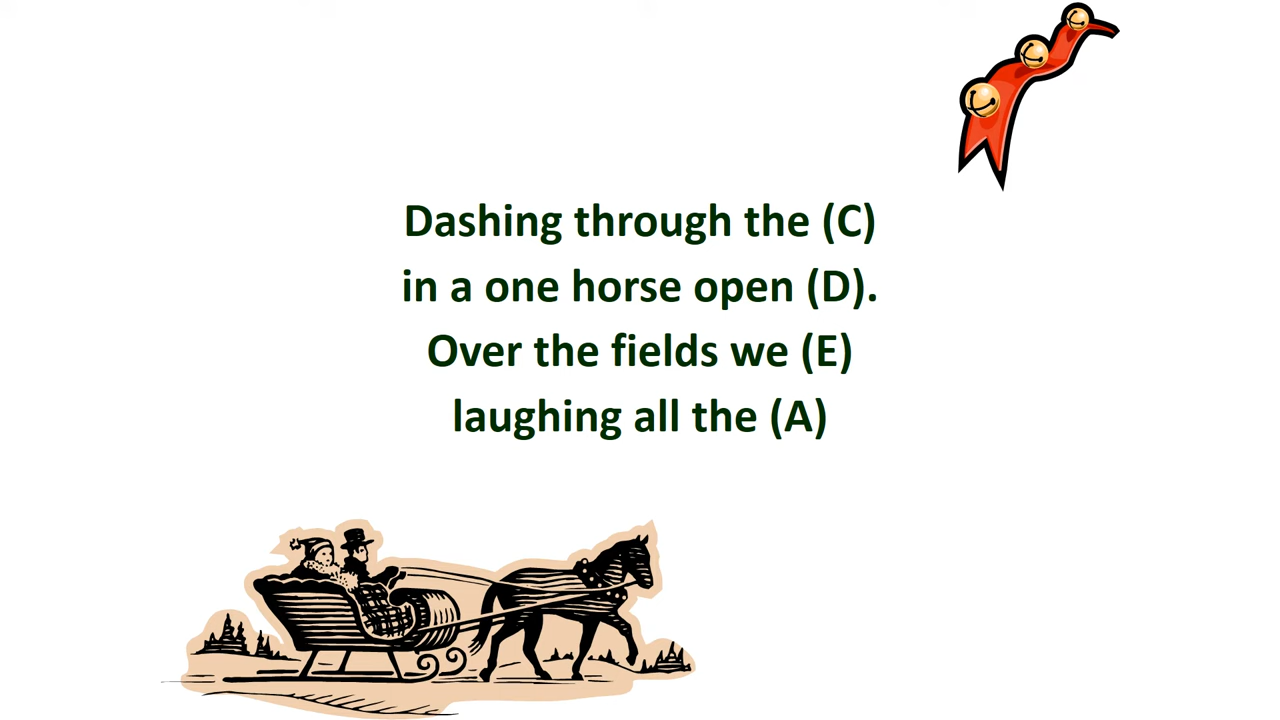 Dashing through the (C)
in a one horse open (D).
Over the fields we (E)
laughing all the (A)